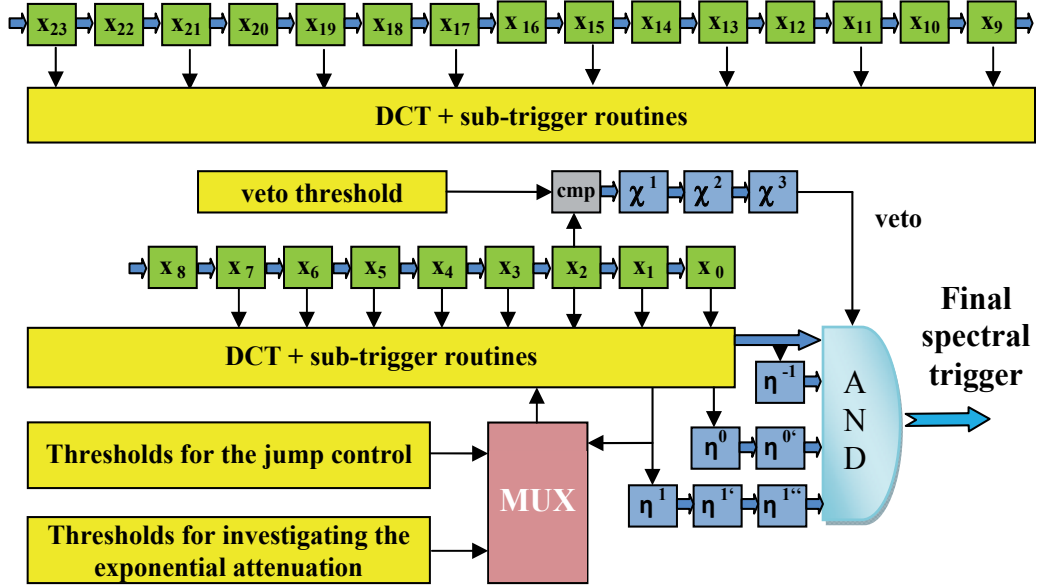 x23 x22 x21 x20 x19 x18 x17 x16 x15 x14 x13 x12 x11 x10 x9
DCT + sub-trigger routines
veto threshold
cmp
χ1 χ2 χ3
veto
x8 x7 x6 x5 x4 x3 x2 x1 x0
DCT + sub-trigger routines
Final
spectral
trigger
η-1
AND
η0 η0‘
η1 η1‘ η1“
Thresholds for the jump control
MUX
Thresholds for investigating the
exponential attenuation